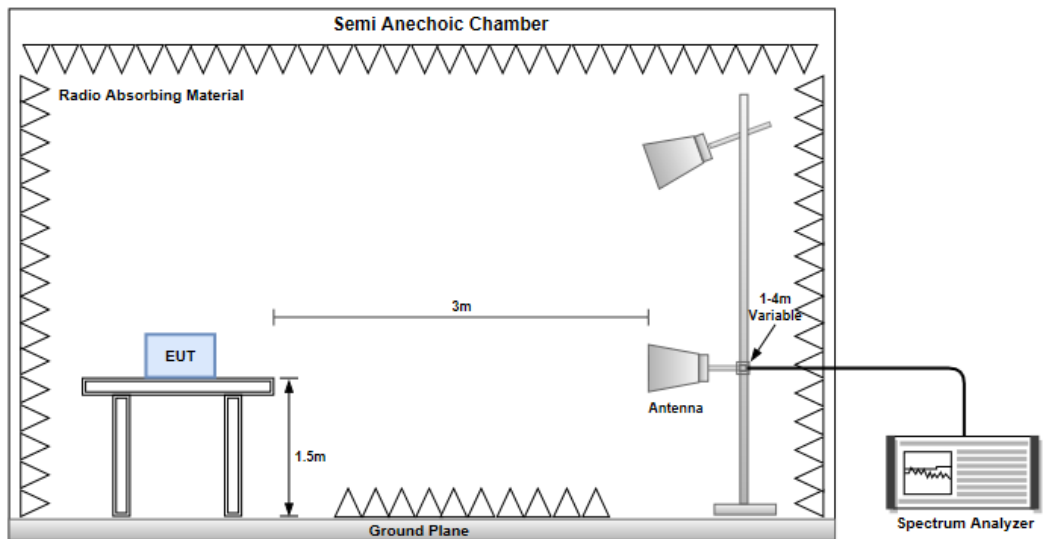 Semi Anechoic Chamber
Radio Absorbing Material
3m
1-4m
Variable
EUT
Antenna
1.5m
Ground Plane
Spectrum Analyzer